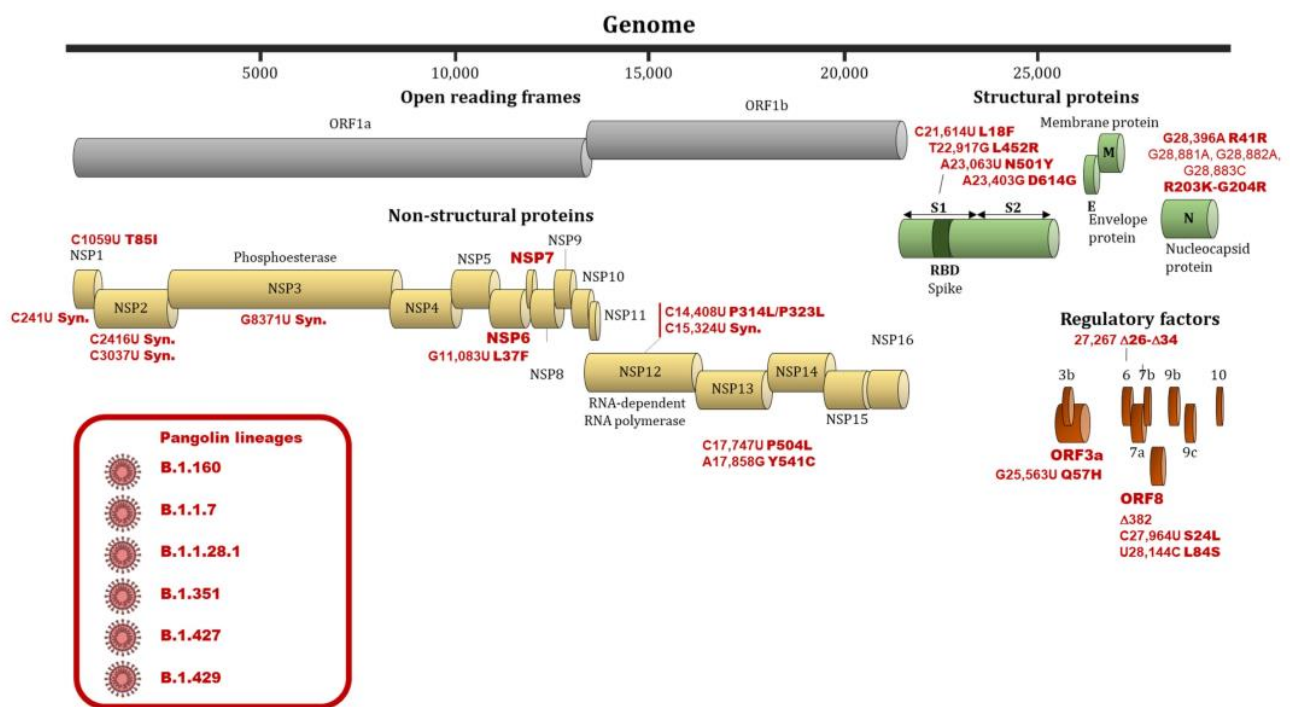 Genome
5000
10,000
15,000
20,000
25,000
Open reading frames
ORF1a
ORF1b
Structural proteins
C21,614U L18F
T22,917G L452R
A23,063U N501Y
A23,403G D614G
S1
S2
RBD
Spike
Membrane protein
M
E
Envelope
protein
G28,396A R41R
G28,881A, G28,882A,
G28,883C
R203K-G204R
N
Nucleocapsid
protein
Non-structural proteins
C1059U T85I
NSP1
C241U Syn.
NSP2
C2416U Syn.
C3037U Syn.
Phosphoesterase
NSP3
G8371U Syn.
NSP4
NSP5
NSP6
G11,083U L37F
NSP7
NSP8
NSP9
NSP10
NSP11
C14,408U P314L/P323L
C15,324U Syn.
NSP12
RNA-dependent
RNA polymerase
NSP13
C17,747U P504L
A17,858G Y541C
NSP14
NSP15
NSP16
Regulatory factors
27,267 Δ26-Δ34
3b
6
7b
9b
10
7a
9c
ORF3a
G25,563U Q57H
ORF8
Δ382
C27,964U S24L
U28,144C L84S
Pangolin lineages
B.1.160
B.1.1.7
B.1.1.28.1
B.1.351
B.1.427
B.1.429